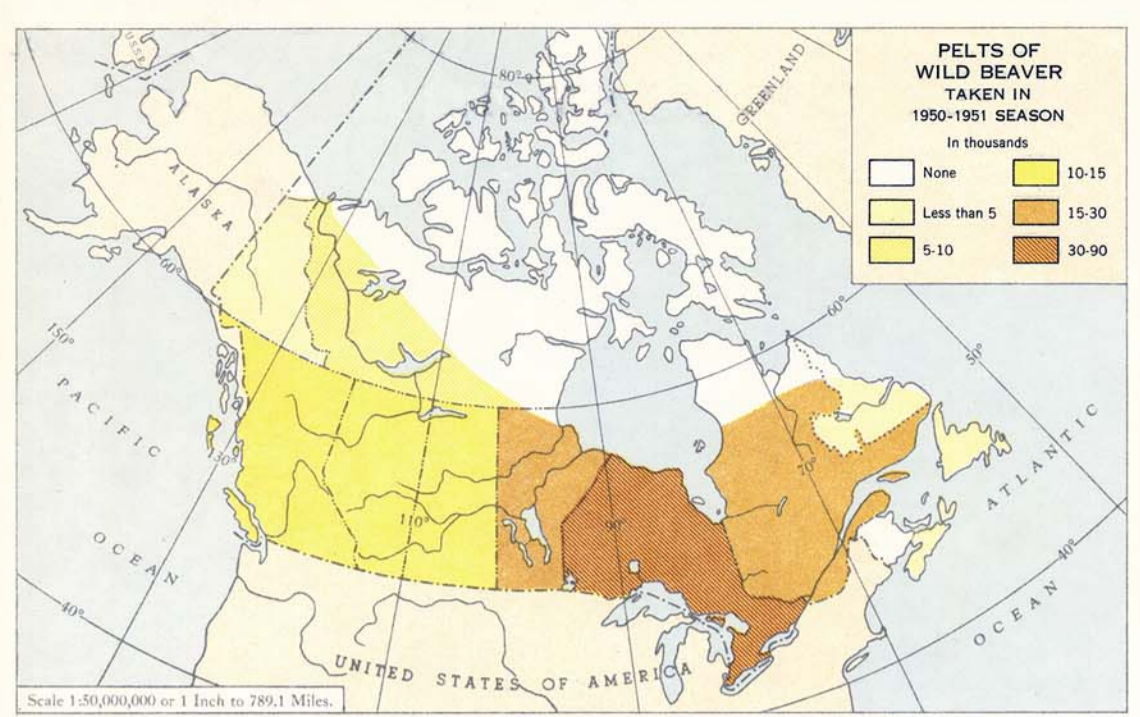 PELTS OF
WILD BEAVER
TAKEN IN
1950-1951 SEASON
In thousands
None
Less than 5
5-10
10-15
15-30
30-90
USSR
80°
GREENLAND
ALASKA
60°
60°
150°
50°
PACIFIC
OCEAN
130°
110°
90°
70°
ATLANTIC
OCEAN
40°
40°
UNITED STATES OF AMERICA
Scale 1:50,000,000 or 1 Inch to 789.1 Miles.